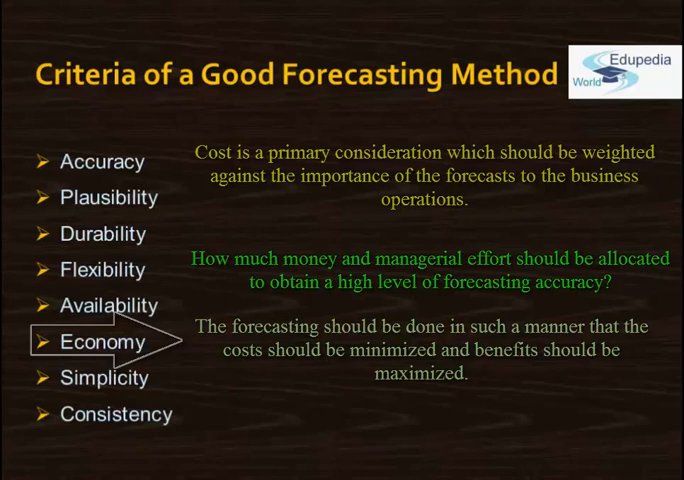 Criteria of a Good Forecasting Method
Edupedia
World
Accuracy
Plausibility
Durability
Flexibility
Availability
Economy
Simplicity
Consistency
Cost is a primary consideration which should be weighted
against the importance of the forecasts to the business
operations.
How much money and managerial effort should be allocated
to obtain a high level of forecasting accuracy?
The forecasting should be done in such a manner that the
costs should be minimized and benefits should be
maximized.